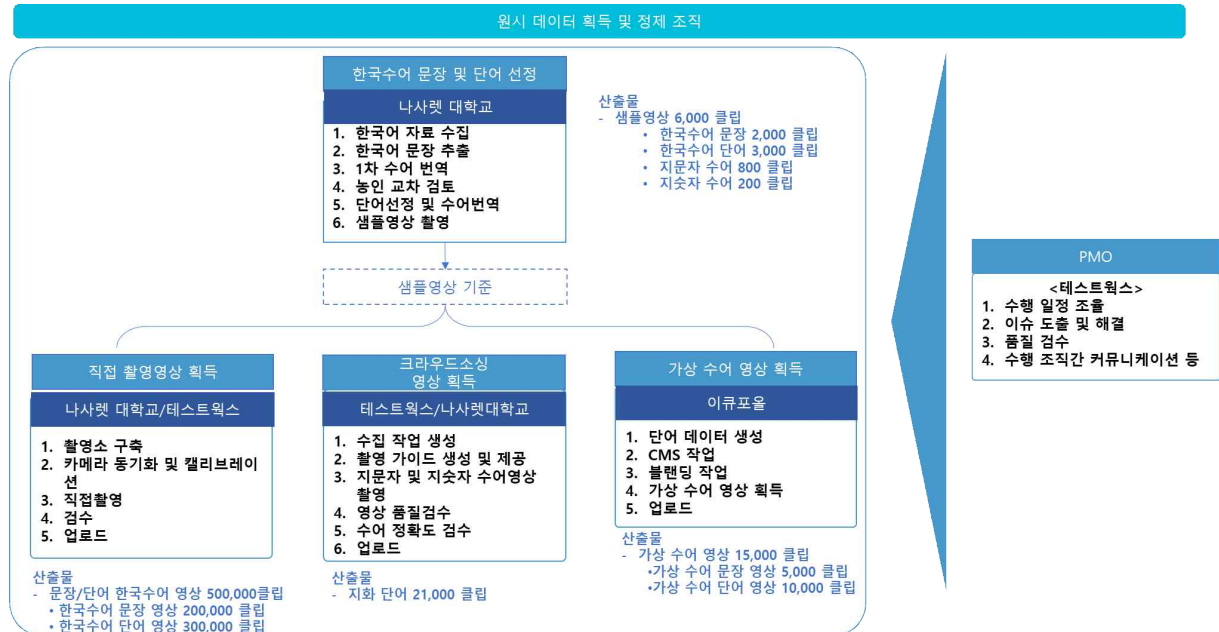 원시 데이터 획득 및 정제 조직
한국수어 문장 및 단어 선정
나사렛 대학교
1. 한국어 자료 수집
2. 한국어 문장 추출
3. 1차 수어 번역
4. 농인 교차 검토
5. 단어선정 및 수어번역
6. 샘플영상 촬영
산출물
- 샘플영상 6,000 클립
• 한국수어 문장 2,000 클립
• 한국수어 단어 3,000 클립
• 지문자 수어 800 클립
• 지숫자 수어 200 클립
샘플영상 기준
직접 촬영영상 획득
나사렛 대학교/테스트웍스
1. 촬영소 구축
2. 카메라 동기화 및 캘리브레이
션
3. 직접촬영
4. 검수
5. 업로드
산출물
- 문장/단어 한국수어 영상 500,000클립
• 한국수어 문장 영상 200,000 클립
• 한국수어 단어 영상 300,000 클립
크라우드소싱
영상 획득
테스트웍스/나사렛대학교
1. 수집 작업 생성
2. 촬영 가이드 생성 및 제공
3. 지문자 및 지숫자 수어영상
촬영
4. 영상 품질검수
5. 수어 정확도 검수
6. 업로드
산출물
- 지화 단어 21,000 클립
가상 수어 영상 획득
이큐포올
1. 단어 데이터 생성
2. CMS 작업
3. 블랜딩 작업
4. 가상 수어 영상 획득
5. 업로드
산출물
- 가상 수어 영상 15,000 클립
•가상 수어 문장 영상 5,000 클립
•가상 수어 단어 영상 10,000 클립
PMO
<테스트웍스>
1. 수행 일정 조율
2. 이슈 도출 및 해결
3. 품질 검수
4. 수행 조직간 커뮤니케이션 등